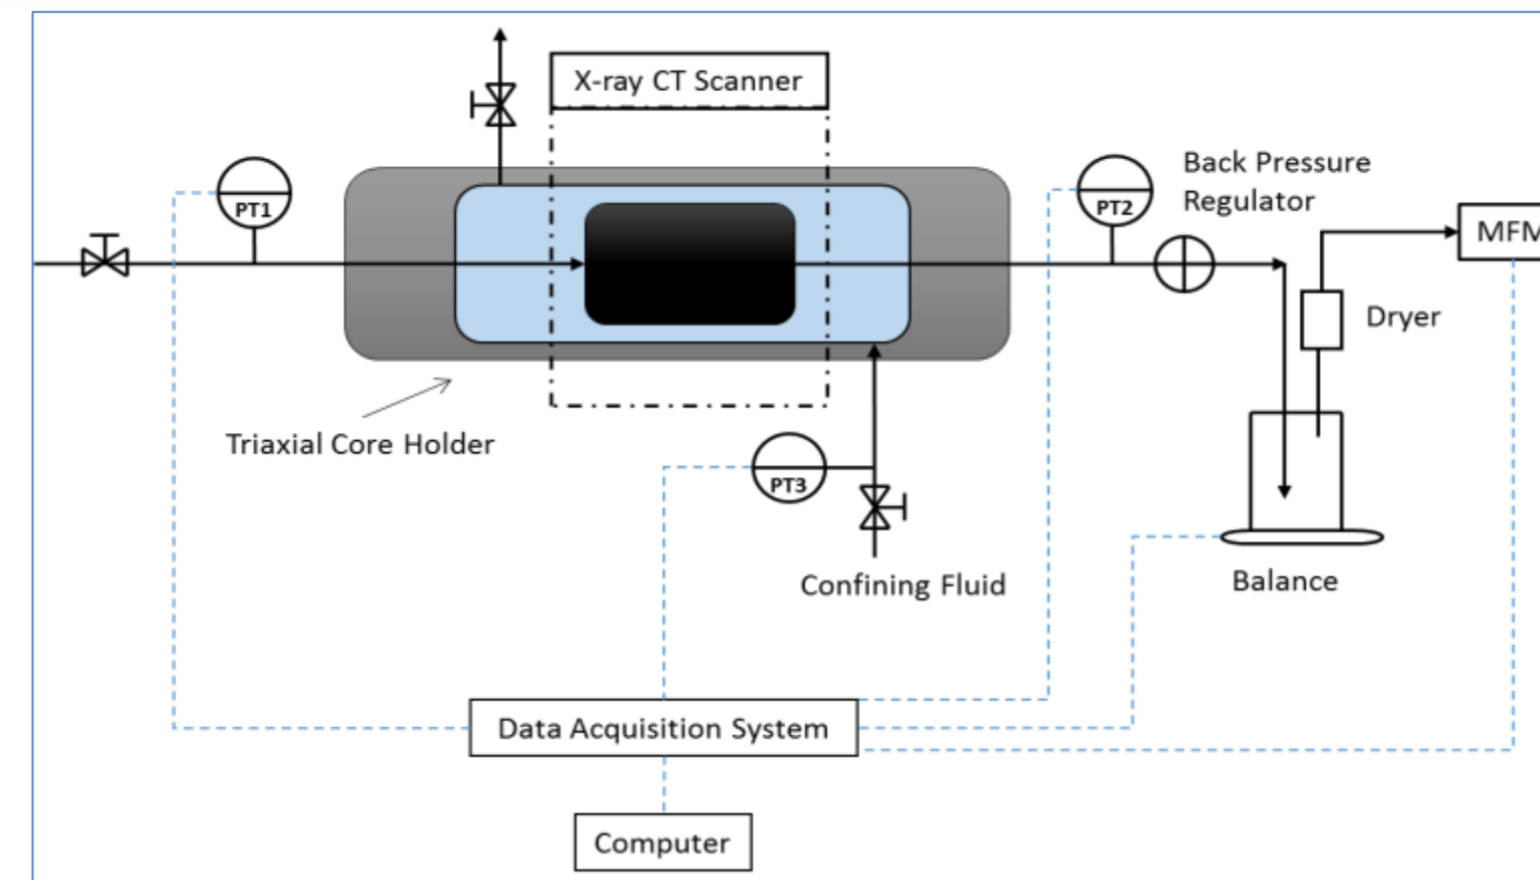 X-ray CT Scanner
PT1
PT2
Back Pressure
Regulator
MFM
Dryer
Triaxial Core Holder
PT3
Confining Fluid
Balance
Data Acquisition System
Computer